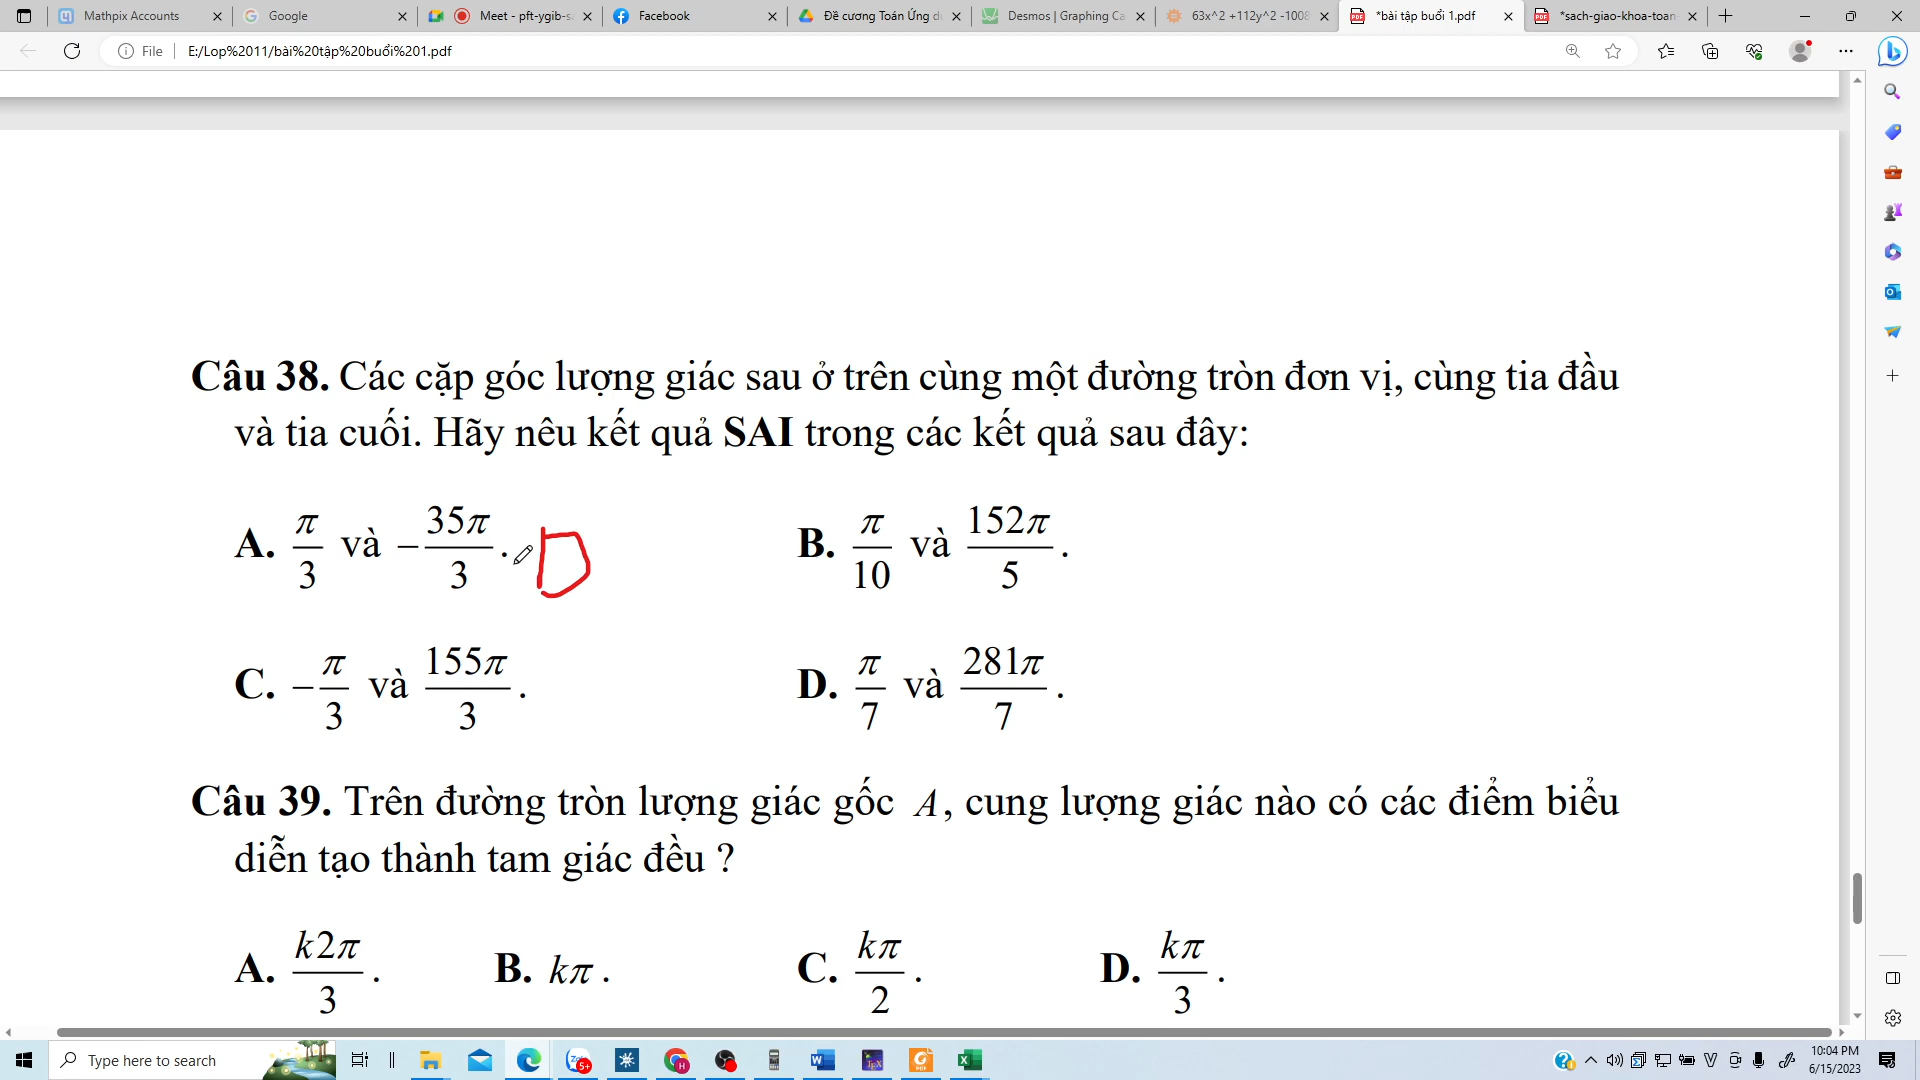 Mathpix Accounts
Google
Meet - pft-ygib-s
Facebook
Đề cương Toán Ứng d
Desmos | Graphing Ca
63x^2 +112y^2 -1008
*bài tập buổi 1.pdf
*sach-giao-khoa-toan
File
E:/Lop%2011/bài%20tập%20buổi%201.pdf
Câu 38. Các cặp góc lượng giác sau ở trên cùng một đường tròn đơn vị, cùng tia đầu
và tia cuối. Hãy nêu kết quả SAI trong các kết quả sau đây:
A. π/3 và −35π/3. D
B. π/10 và 152π/5.
C. −π/3 và 155π/3.
D. π/7 và 281π/7.
Câu 39. Trên đường tròn lượng giác gốc A, cung lượng giác nào có các điểm biểu
diễn tạo thành tam giác đều ?
A. k2π/3.
B. kπ.
C. kπ/2.
D. kπ/3.
Type here to search
10:04 PM
6/15/2023